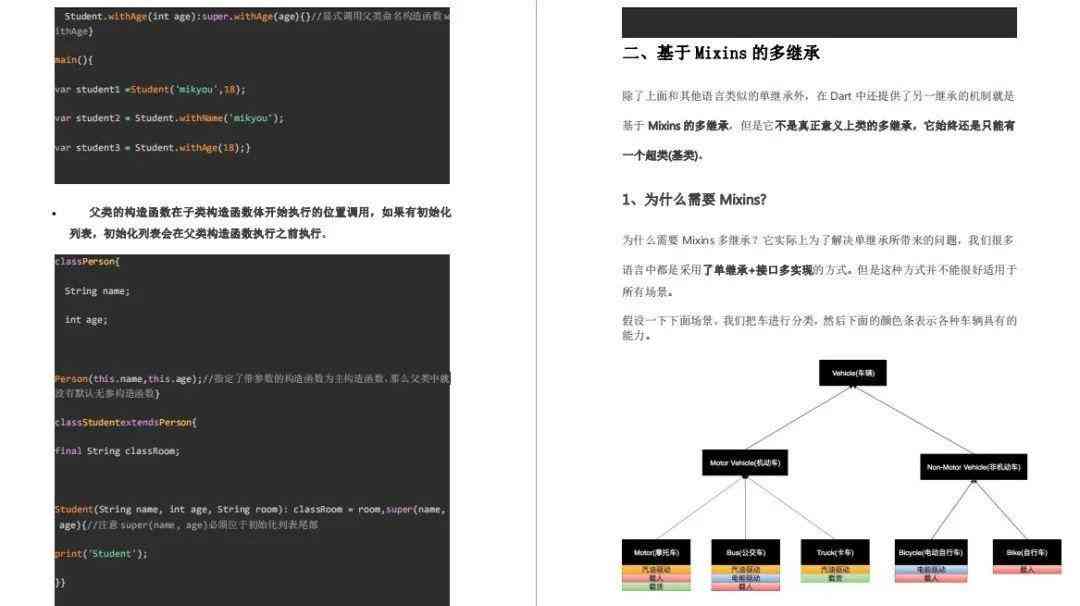 Student.withAge(int age):super.withAge(age){}//显式调用父类命名构造函数w
ithAge}
main(){
var student1 =Student('mikyou',18);
var student2 = Student.withName('mikyou');
var student3 = Student.withAge(18);}
• 父类的构造函数在子类构造函数体开始执行的位置调用，如果有初始化
列表，初始化列表会在父类构造函数执行之前执行。
classPerson{
String name;
int age;
Person(this.name,this.age);//指定了带参数的构造函数为主构造函数，那么父类中就
没有默认无参构造函数}
classStudentextendsPerson{
final String classRoom;
Student(String name, int age, String room): classRoom = room,super(name,
age){//注意super(name, age)必须位于初始化列表尾部
print('Student');
}}
二、基于Mixins的多继承
除了上面和其他语言类似的单继承外，在 Dart 中还提供了另一继承的机制就是
基于 Mixins 的多继承，但是它不是真正意义上类的多继承，它始终还是只能有
一个超类(基类)。
1、为什么需要 Mixins?
为什么需要 Mixins 多继承？它实际上为了解决单继承所带来的问题，我们很多
语言中都是采用了单继承+接口多实现的方式。但是这种方式并不能很好适用于
所有场景。
假设一下下面场景，我们把车进行分类，然后下面的颜色条表示各种车辆具有的
能力。
Vehicle(车辆)
Motor Vehicle(机动车)
Non-Motor Vehicle(非机动车)
Motor(摩托车)
汽油驱动
载人
载货
Bus(公交车)
汽油驱动
电能驱动
载人
Truck(卡车)
汽油驱动
载货
Bicycle(电动自行车)
电能驱动
载人
Bike(自行车)
载人